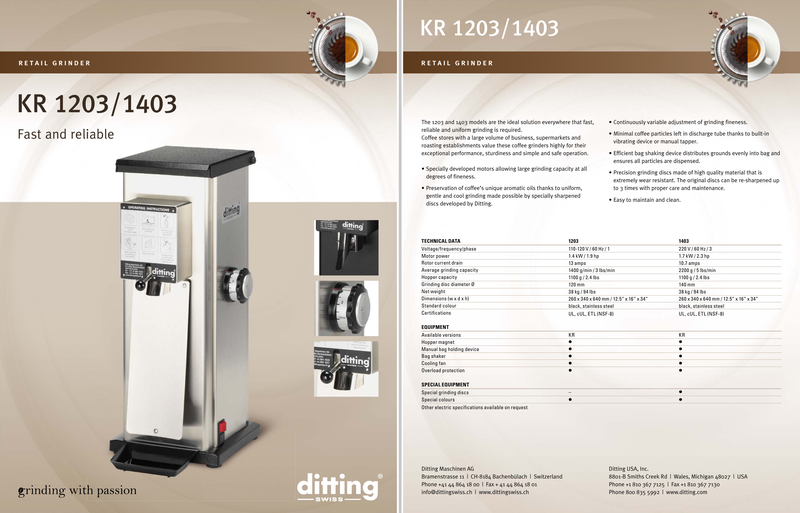 RETAIL GRINDER
KR 1203/1403
Fast and reliable
OPERATING INSTRUCTIONS
ditting
ditting
ditting
grinding with passion
ditting®
SWISS
KR 1203/1403
RETAIL GRINDER
The 1203 and 1403 models are the ideal solution everywhere that fast,
reliable and uniform grinding is required.
Coffee stores with a large volume of business, supermarkets and
roasting establishments value these coffee grinders highly for their
exceptional performance, sturdiness and simple and safe operation.
• Specially developed motors allowing large grinding capacity at all
degrees of fineness.
• Preservation of coffee's unique aromatic oils thanks to uniform,
gentle and cool grinding made possible by specially sharpened
discs developed by Ditting.
• Continuously variable adjustment of grinding fineness.
• Minimal coffee particles left in discharge tube thanks to built-in
vibrating device or manual tapper.
• Efficient bag shaking device distributes grounds evenly into bag and
ensures all particles are dispensed.
• Precision grinding discs made of high quality material that is
extremely wear resistant. The original discs can be re-sharpened up
to 3 times with proper care and maintenance.
• Easy to maintain and clean.
TECHNICAL DATA 1203 1403
Voltage/frequency/phase 110-120 V / 60 Hz / 1 220 V / 60 Hz / 3
Motor power 1.4 kW / 1.9 hp 1.7 kW / 2.3 hp
Rotor current drain 13 amps 10.7 amps
Average grinding capacity 1400 g/min / 3 lbs/min 2200 g / 5 lbs/min
Hopper capacity 1100 g / 2.4 lbs 1100 g / 2.4 lbs
Grinding disc diameter Ø 120 mm 140 mm
Net weight 38 kg / 84 lbs 38 kg / 84 lbs
Dimensions (w x d x h) 260 x 340 x 640 mm / 12.5" x 16" x 34" 260 x 340 x 640 mm / 12.5" x 16" x 34"
Standard colour black, stainless steel black, stainless steel
Certifications UL, cUL, ETL (NSF-8) UL, cUL, ETL (NSF-8)
EQUIPMENT
Available versions KR KR
Hopper magnet ● ●
Manual bag holding device ● ●
Bag shaker ● ●
Cooling fan ● ●
Overload protection ● ●
SPECIAL EQUIPMENT
Special grinding discs – ●
Special colours ● ●
Other electric specifications available on request
Ditting Maschinen AG
Bramenstrasse 11 | CH-8184 Bachenbülach | Switzerland
Phone +41 44 864 18 00 | Fax + 41 44 864 18 01
info@dittingswiss.ch | www.dittingswiss.ch
Ditting USA, Inc.
8801-B Smiths Creek Rd | Wales, Michigan 48027 | USA
Phone +1 810 367 7125 | Fax +1 810 367 7130
Phone 800 835 5992 | www.ditting.com